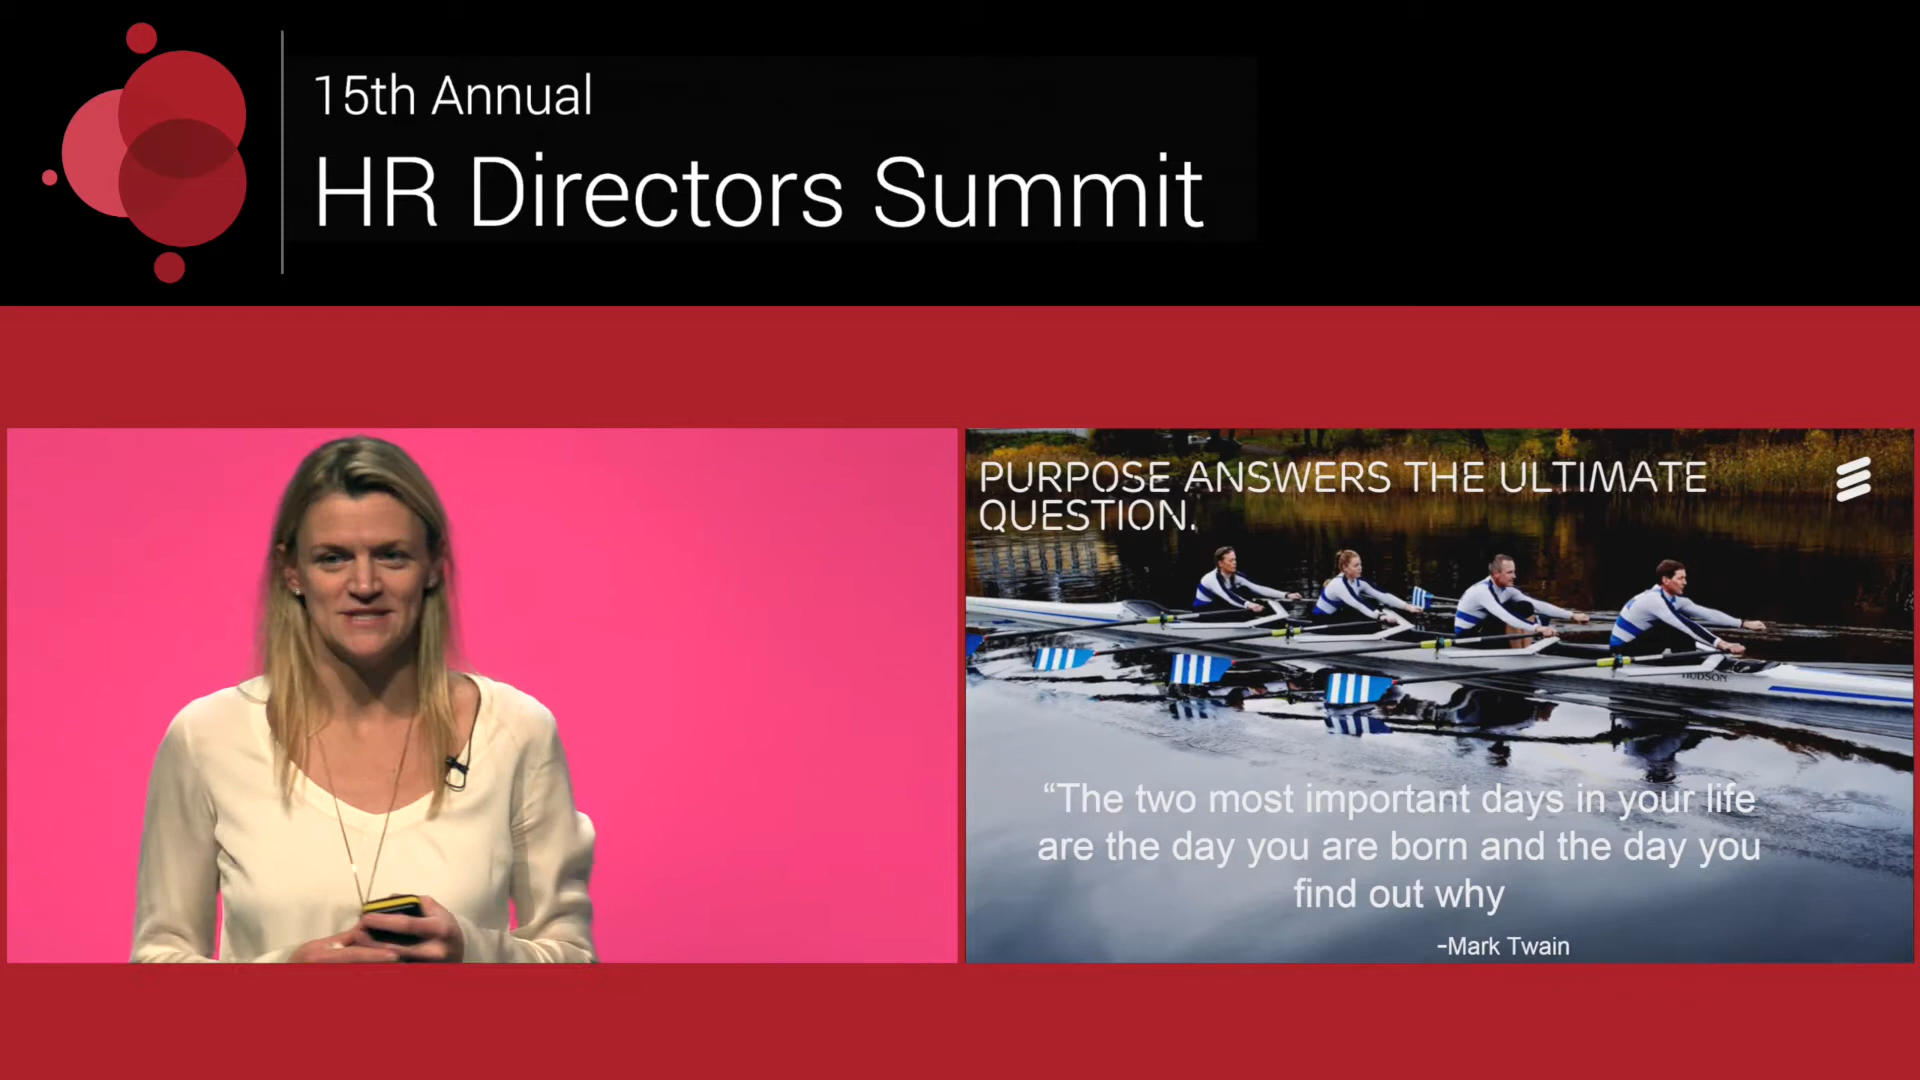 15th Annual
HR Directors Summit
PURPOSE ANSWERS THE ULTIMATE
QUESTION.
HUDSON
“The two most important days in your life
are the day you are born and the day you
find out why
-Mark Twain